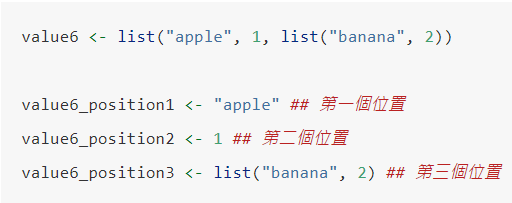 value6 <- list("apple", 1, list("banana", 2))
value6_position1 <- "apple" ## 第一個位置
value6_position2 <- 1 ## 第二個位置
value6_position3 <- list("banana", 2) ## 第三個位置